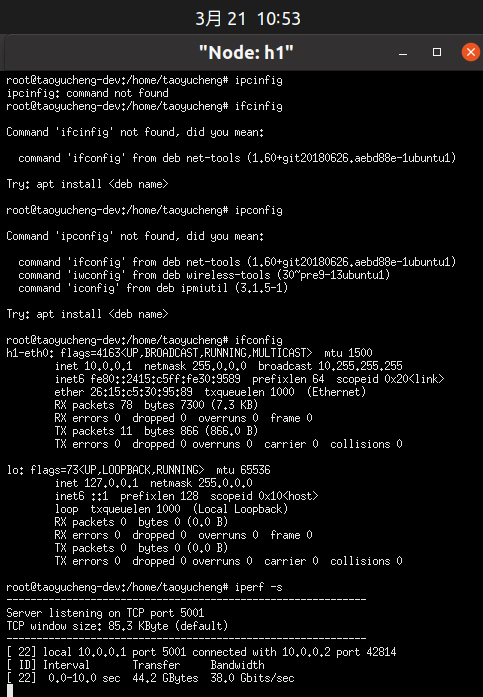 3月 21 10:53
"Node: h1"
root@taoyucheng-dev:/home/taoyucheng# ipcinfig
ipcinfig: command not found
root@taoyucheng-dev:/home/taoyucheng# ifcinfig
Command 'ifcinfig' not found, did you mean:
command 'ifconfig' from deb net-tools (1.60+git20180626.aebd88e-1ubuntu1)
Try: apt install <deb name>
root@taoyucheng-dev:/home/taoyucheng# ipconfig
Command 'ipconfig' not found, did you mean:
command 'ifconfig' from deb net-tools (1.60+git20180626.aebd88e-1ubuntu1)
command 'iwconfig' from deb wireless-tools (30~pre9-13ubuntu1)
command 'iconfig' from deb ipmiutil (3.1.5-1)
Try: apt install <deb name>
root@taoyucheng-dev:/home/taoyucheng# ifconfig
h1-eth0: flags=4163<UP,BROADCAST,RUNNING,MULTICAST> mtu 1500
inet 10.0.0.1 netmask 255.0.0.0 broadcast 10.255.255.255
inet6 fe80::2415:c5ff:fe30:9589 prefixlen 64 scopeid 0x20<link>
ether 26:15:c5:30:95:89 txqueuelen 1000 (Ethernet)
RX packets 78 bytes 7300 (7.3 KB)
RX errors 0 dropped 0 overruns 0 frame 0
TX packets 11 bytes 866 (866.0 B)
TX errors 0 dropped 0 overruns 0 carrier 0 collisions 0
lo: flags=73<UP,LOOPBACK,RUNNING> mtu 65536
inet 127.0.0.1 netmask 255.0.0.0
inet6 ::1 prefixlen 128 scopeid 0x10<host>
loop txqueuelen 1000 (Local Loopback)
RX packets 0 bytes 0 (0.0 B)
RX errors 0 dropped 0 overruns 0 frame 0
TX packets 0 bytes 0 (0.0 B)
TX errors 0 dropped 0 overruns 0 carrier 0 collisions 0
root@taoyucheng-dev:/home/taoyucheng# iperf -s
------------------------------------------------------------
Server listening on TCP port 5001
TCP window size: 85.3 KByte (default)
------------------------------------------------------------
[ 22] local 10.0.0.1 port 5001 connected with 10.0.0.2 port 42814
[ ID] Interval Transfer Bandwidth
[ 22] 0.0-10.0 sec 44.2 GBytes 38.0 Gbits/sec